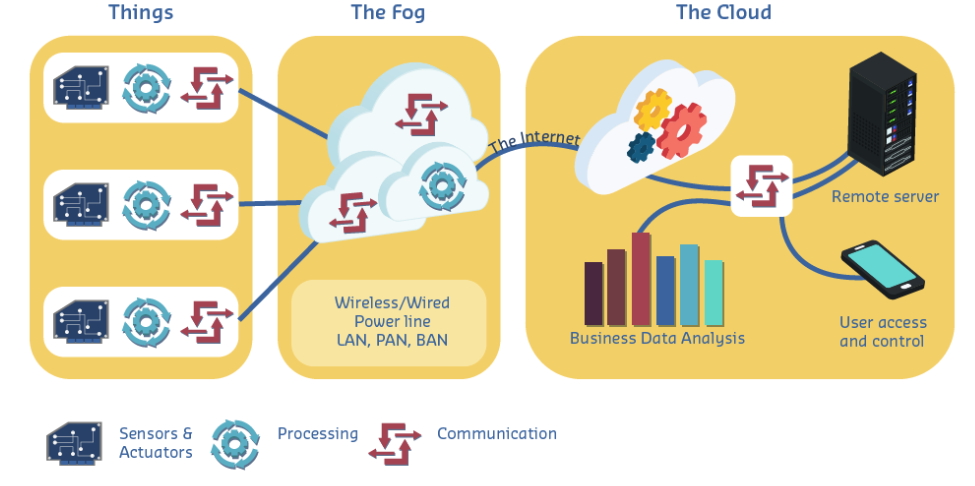 Things
The Fog
The Cloud
The Internet
Remote server
Wireless/Wired
Power line
LAN, PAN, BAN
Business Data Analysis
User access
and control
Sensors &
Actuators
Processing
Communication